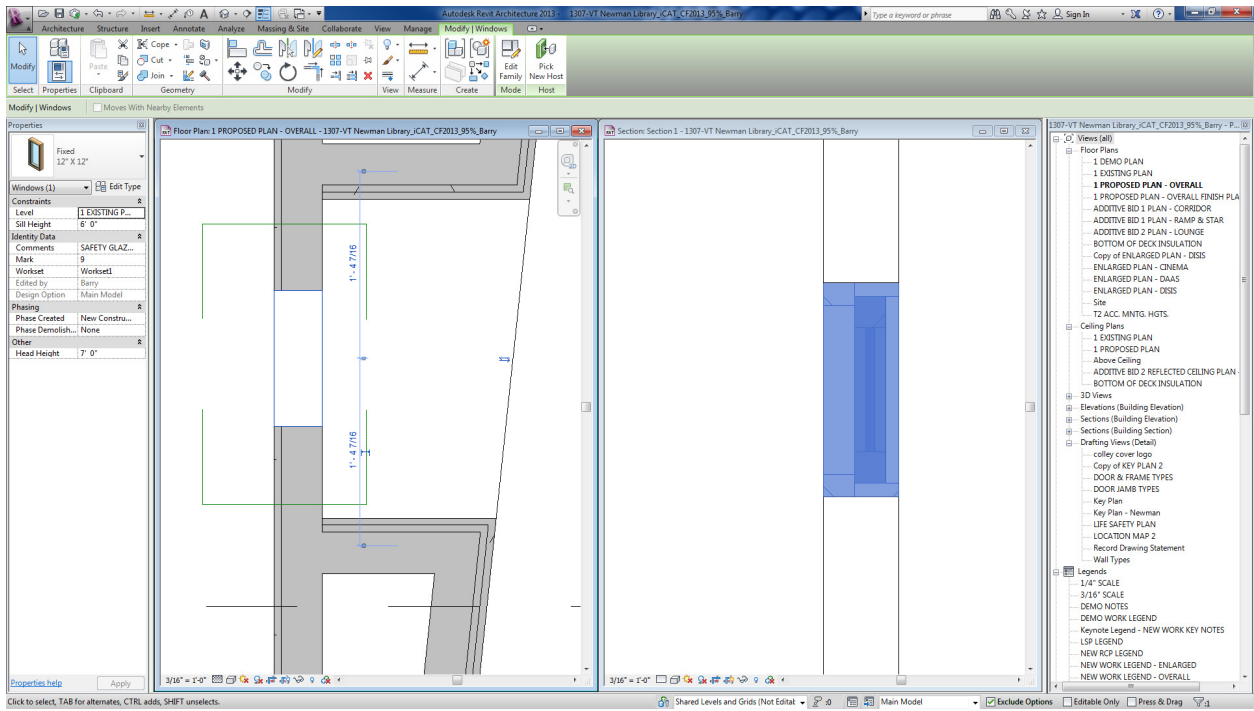 Autodesk Revit Architecture 2013 - 1307-VT Newman Library_iCAT_CF2013_95%_Barry
Type a keyword or phrase
Sign In
Architecture Structure Insert Annotate Analyze Massing & Site Collaborate View Manage Modify | Windows
Modify
Paste
Cope
Cut
Join
Edit Family
Pick New Host
Select Properties Clipboard Geometry Modify View Measure Create Mode Host
Modify | Windows Moves With Nearby Elements
Properties
Fixed
12" X 12"
Windows (1) Edit Type
Constraints
Level 1 EXISTING P...
Sill Height 6' 0"
Identity Data
Comments SAFETY GLAZ...
Mark 9
Workset Workset1
Edited by Barry
Design Option Main Model
Phasing
Phase Created New Constru...
Phase Demolish... None
Other
Head Height 7' 0"
Properties help Apply
Floor Plan: 1 PROPOSED PLAN - OVERALL - 1307-VT Newman Library_iCAT_CF2013_95%_Barry
1' - 4 7/16
1' - 4 7/16
3/16" = 1'-0"
Section: Section 1 - 1307-VT Newman Library_iCAT_CF2013_95%_Barry
3/16" = 1'-0"
1307-VT Newman Library_iCAT_CF2013_95%_Barry - P...
Views (all)
Floor Plans
1 DEMO PLAN
1 EXISTING PLAN
1 PROPOSED PLAN - OVERALL
1 PROPOSED PLAN - OVERALL FINISH PLA
ADDITIVE BID 1 PLAN - CORRIDOR
ADDITIVE BID 1 PLAN - RAMP & STAR
ADDITIVE BID 2 PLAN - LOUNGE
BOTTOM OF DECK INSULATION
Copy of ENLARGED PLAN - DISIS
ENLARGED PLAN - CINEMA
ENLARGED PLAN - DAAS
ENLARGED PLAN - DISIS
Site
T2 ACC. MNTG. HGTS.
Ceiling Plans
1 EXISTING PLAN
1 PROPOSED PLAN
Above Ceiling
ADDITIVE BID 2 REFLECTED CEILING PLAN -
BOTTOM OF DECK INSULATION
3D Views
Elevations (Building Elevation)
Sections (Building Elevation)
Sections (Building Section)
Drafting Views (Detail)
colley cover logo
Copy of KEY PLAN 2
DOOR & FRAME TYPES
DOOR JAMB TYPES
Key Plan
Key Plan - Newman
LIFE SAFETY PLAN
LOCATION MAP 2
Record Drawing Statement
Wall Types
Legends
1/4" SCALE
3/16" SCALE
DEMO NOTES
DEMO WORK LEGEND
Keynote Legend - NEW WORK KEY NOTES
LSP LEGEND
NEW RCP LEGEND
NEW WORK LEGEND - ENLARGED
NEW WORK LEGEND - OVERALL
Click to select, TAB for alternates, CTRL adds, SHIFT unselects. Shared Levels and Grids (Not Editab :0 Main Model Exclude Options Editable Only Press & Drag :1